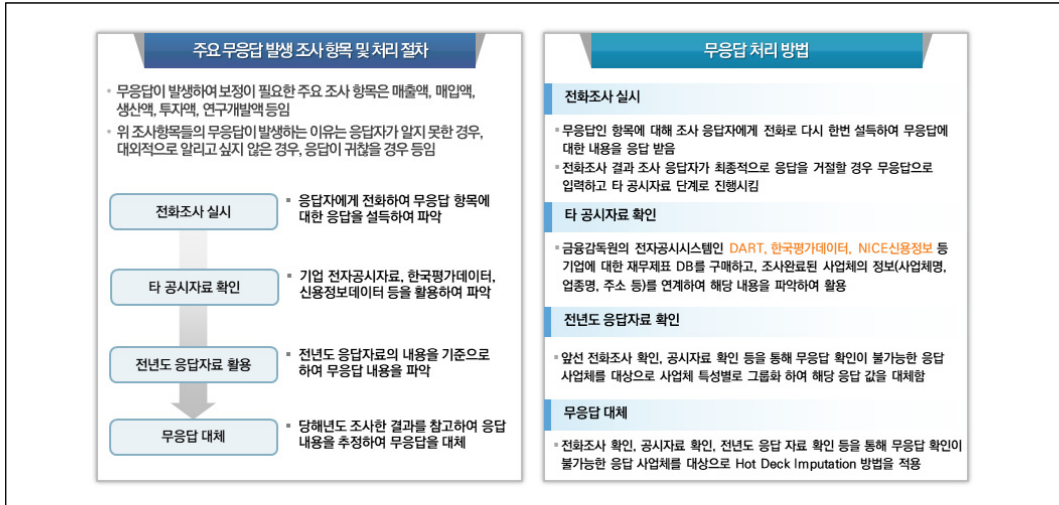 주요 무응답 발생 조사 항목 및 처리 절차
▪ 무응답이 발생하여 보정이 필요한 주요 조사 항목은 매출액, 매입액,
생산액, 투자액, 연구개발액 등임
▪ 위 조사항목들의 무응답이 발생하는 이유는 응답자가 알지 못한 경우,
대외적으로 알리고 싶지 않은 경우, 응답이 귀찮을 경우 등임
전화조사 실시
▪ 응답자에게 전화하여 무응답 항목에
대한 응답을 설득하여 파악
타 공시자료 확인
▪ 기업 전자공시자료, 한국평가데이터,
신용정보데이터 등을 활용하여 파악
전년도 응답자료 활용
▪ 전년도 응답자료의 내용을 기준으로
하여 무응답 내용을 파악
무응답 대체
▪ 당해년도 조사한 결과를 참고하여 응답
내용을 추정하여 무응답을 대체
무응답 처리 방법
전화조사 실시
▪ 무응답인 항목에 대해 조사 응답자에게 전화로 다시 한번 설득하여 무응답에
대한 내용을 응답 받음
▪ 전화조사 결과 조사 응답자가 최종적으로 응답을 거절할 경우 무응답으로
입력하고 타 공시자료 단계로 진행시킴
타 공시자료 확인
▪ 금융감독원의 전자공시시스템인 DART, 한국평가데이터, NICE신용정보 등
기업에 대한 재무제표 DB를 구매하고, 조사완료된 사업체의 정보(사업체명,
업종명, 주소 등)를 연계하여 해당 내용을 파악하여 활용
전년도 응답자료 확인
▪ 앞선 전화조사 확인, 공시자료 확인 등을 통해 무응답 확인이 불가능한 응답
사업체를 대상으로 사업체 특성별로 그룹화 하여 해당 응답 값을 대체함
무응답 대체
▪ 전화조사 확인, 공시자료 확인, 전년도 응답 자료 확인 등을 통해 무응답 확인이
불가능한 응답 사업체를 대상으로 Hot Deck Imputation 방법을 적용